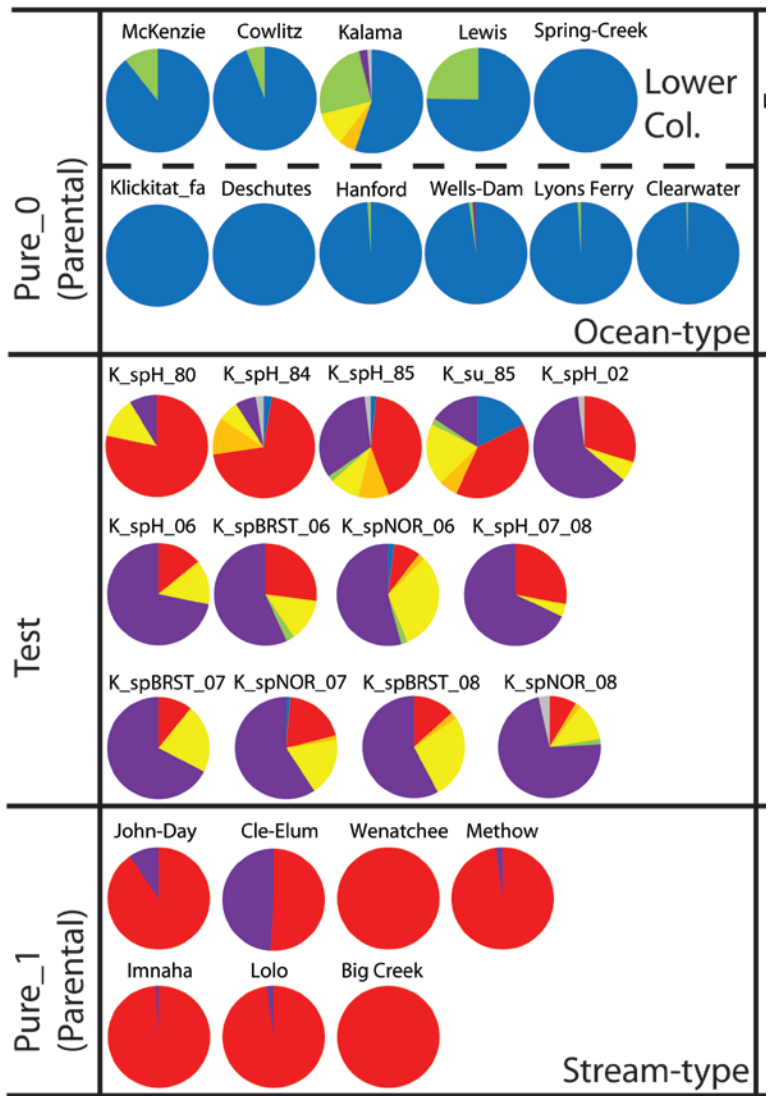 McKenzie Cowlitz Kalama Lewis Spring-Creek
Lower
Col.
Klickitat_fa Deschutes Hanford Wells-Dam Lyons Ferry Clearwater
Ocean-type
Pure_0
(Parental)
K_spH_80 K_spH_84 K_spH_85 K_su_85 K_spH_02
K_spH_06 K_spBRST_06 K_spNOR_06 K_spH_07_08
K_spBRST_07 K_spNOR_07 K_spBRST_08 K_spNOR_08
Test
John-Day Cle-Elum Wenatchee Methow
Imnaha Lolo Big Creek
Stream-type
Pure_1
(Parental)